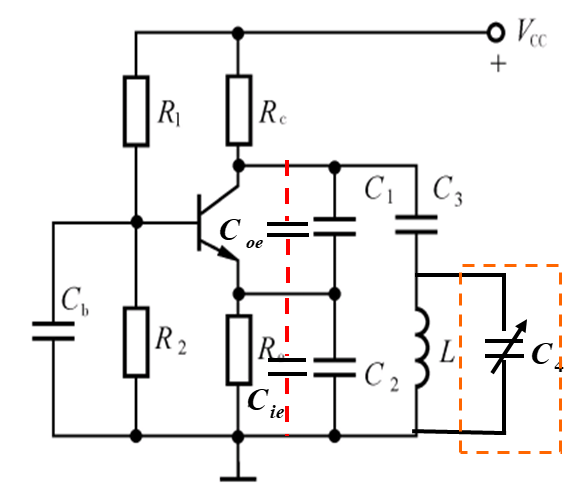 V_CC
+
R_1
R_c
C_1
C_3
C_oe
C_b
R_2
R_e
L
C_4
C_2
C_ie